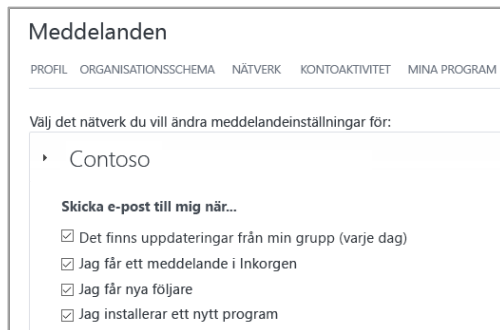 Meddelanden
PROFIL ORGANISATIONSSCHEMA NÄTVERK KONTOAKTIVITET MINA PROGRAM
Välj det nätverk du vill ändra meddelandeinställningar för:
Contoso
Skicka e-post till mig när...
Det finns uppdateringar från min grupp (varje dag)
Jag får ett meddelande i Inkorgen
Jag får nya följare
Jag installerar ett nytt program